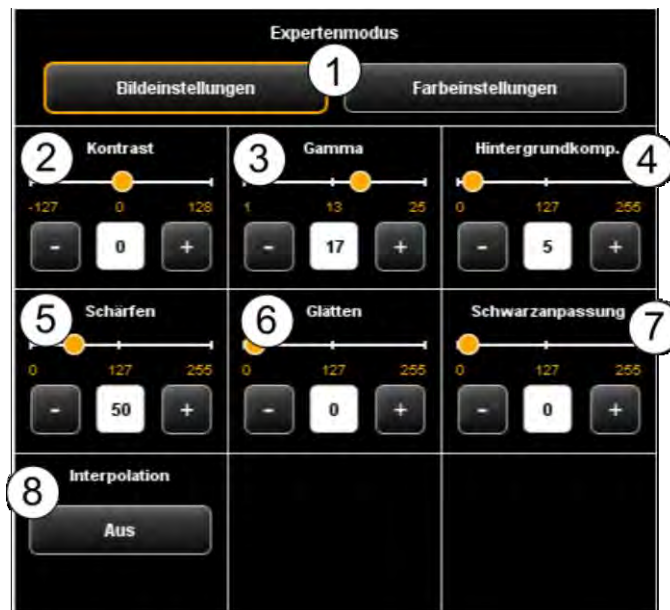 Expertenmodus
1
Bildeinstellungen Farbeinstellungen
2 Kontrast 3 Gamma Hintergrundkomp. 4
-127 0 128 1 13 25 0 127 255
- 0 + - 17 + - 5 +
5 Schärfen 6 Glätten Schwarzanpassung 7
0 127 255 0 127 255 0 127 255
- 50 + - 0 + - 0 +
Interpolation
8
Aus